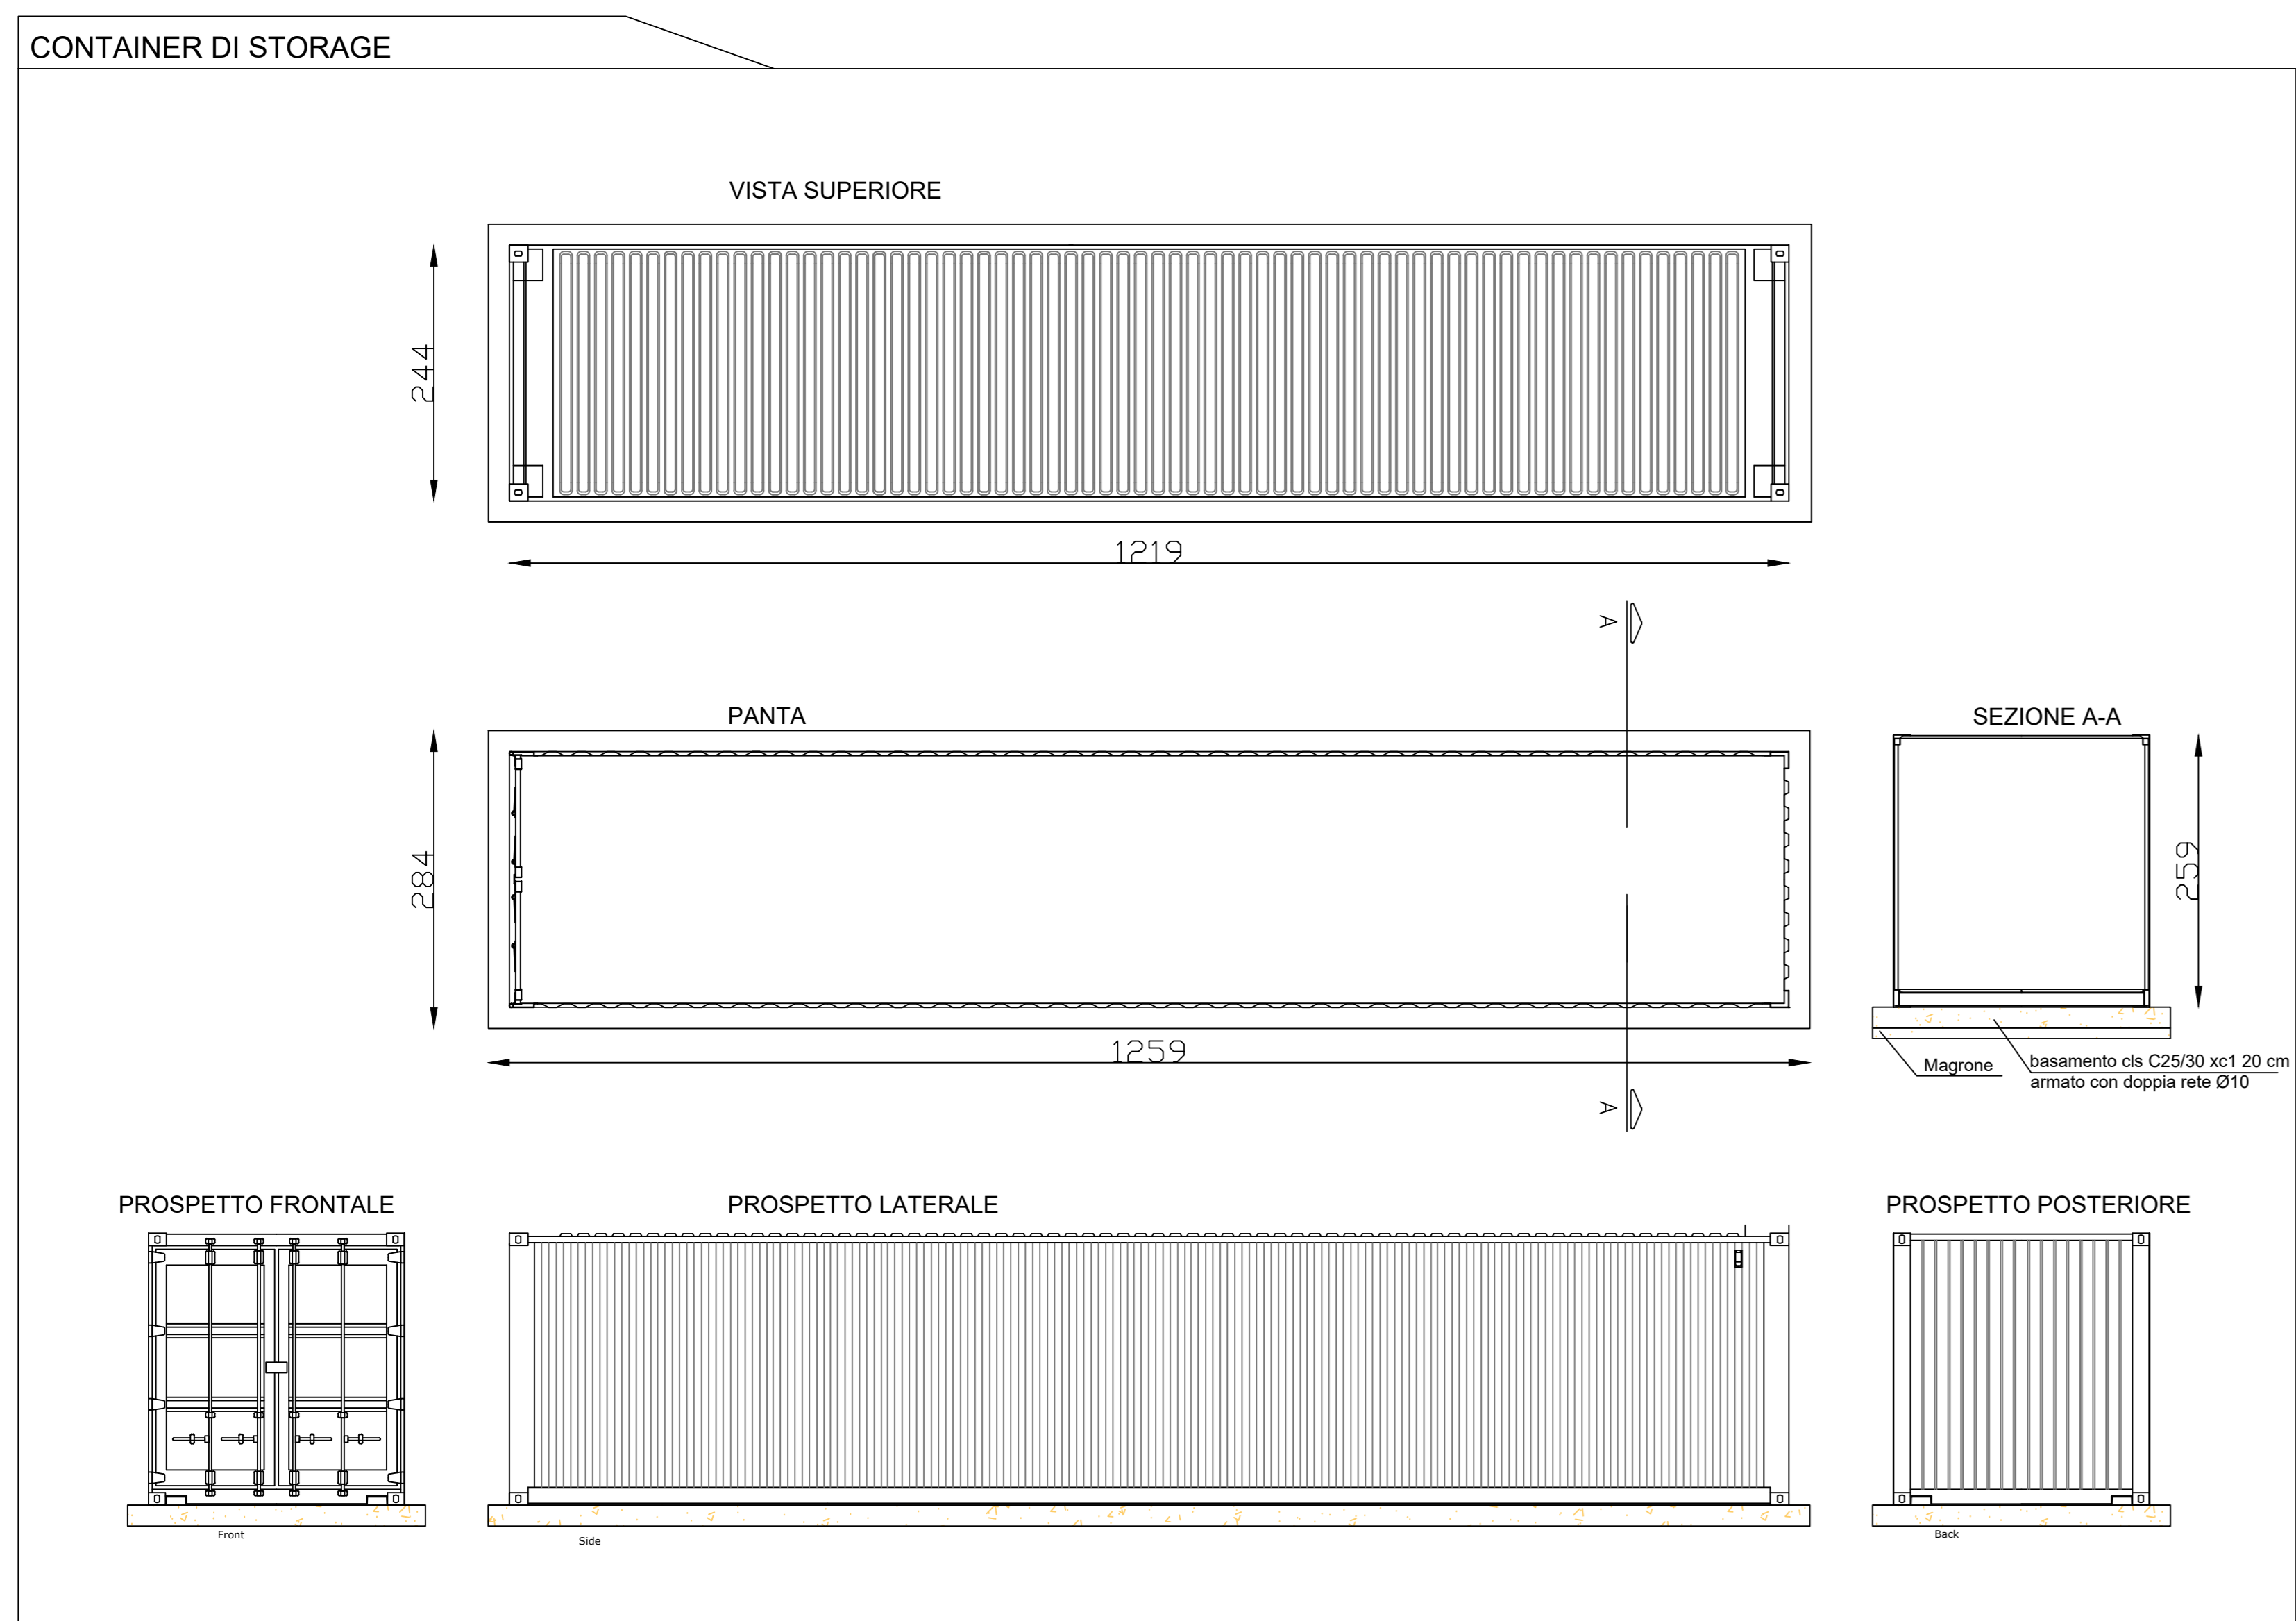 CONTAINER DI STORAGE
VISTA SUPERIORE
244
1219
A
PANTA
SEZIONE A-A
284
259
1259
Magrone
basamento cls C25/30 xc1 20 cm
armato con doppia rete Ø10
A
PROSPETTO FRONTALE
PROSPETTO LATERALE
PROSPETTO POSTERIORE
Front
Side
Back